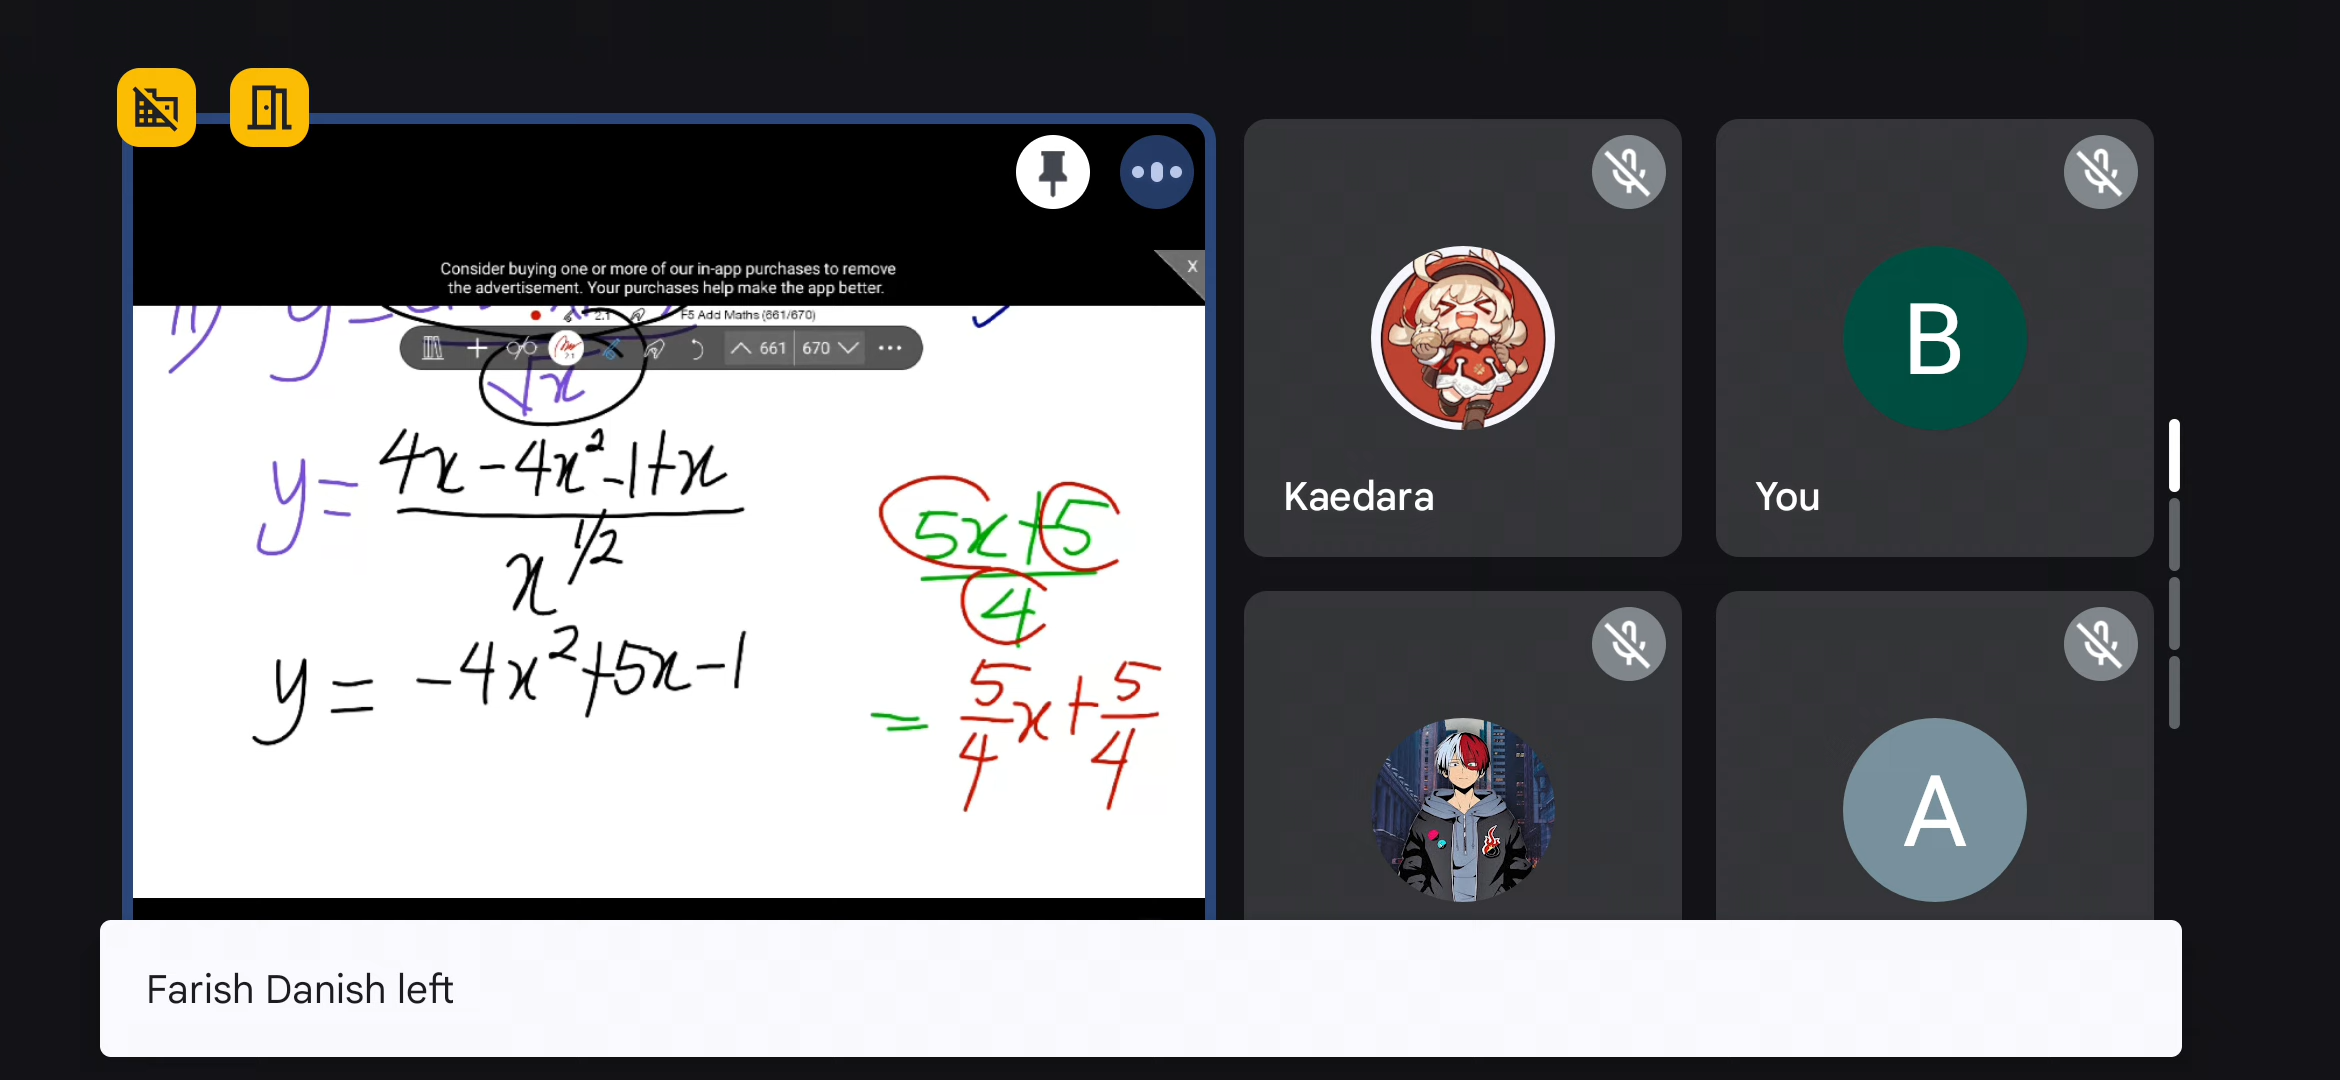 Consider buying one or more of our in-app purchases to remove
the advertisement. Your purchases help make the app better.
X
2.1
F5 Add Maths (661/670)
661 670
√x
y = 4x - 4x² - 1 + x
x^1/2
y = -4x² + 5x - 1
5x + 5
4
= 5/4 x + 5/4
Kaedara
B
You
A
Farish Danish left